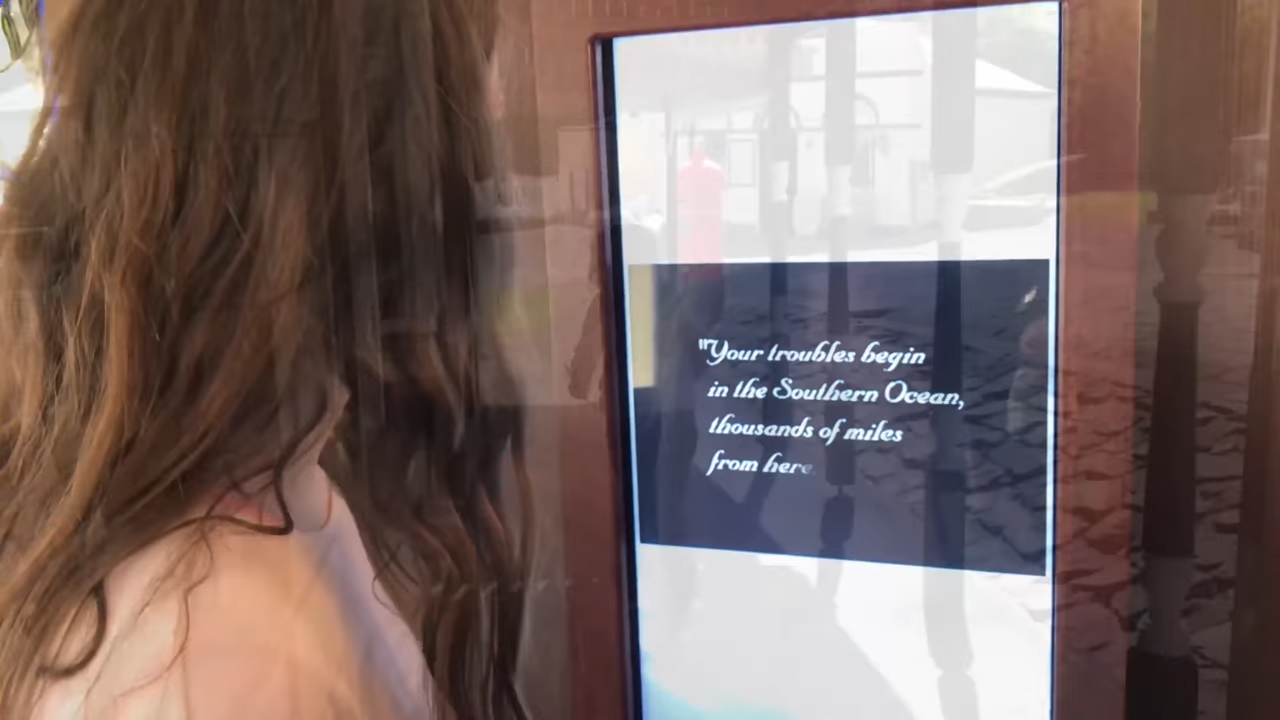 "Your troubles begin
in the Southern Ocean,
thousands of miles
from here.